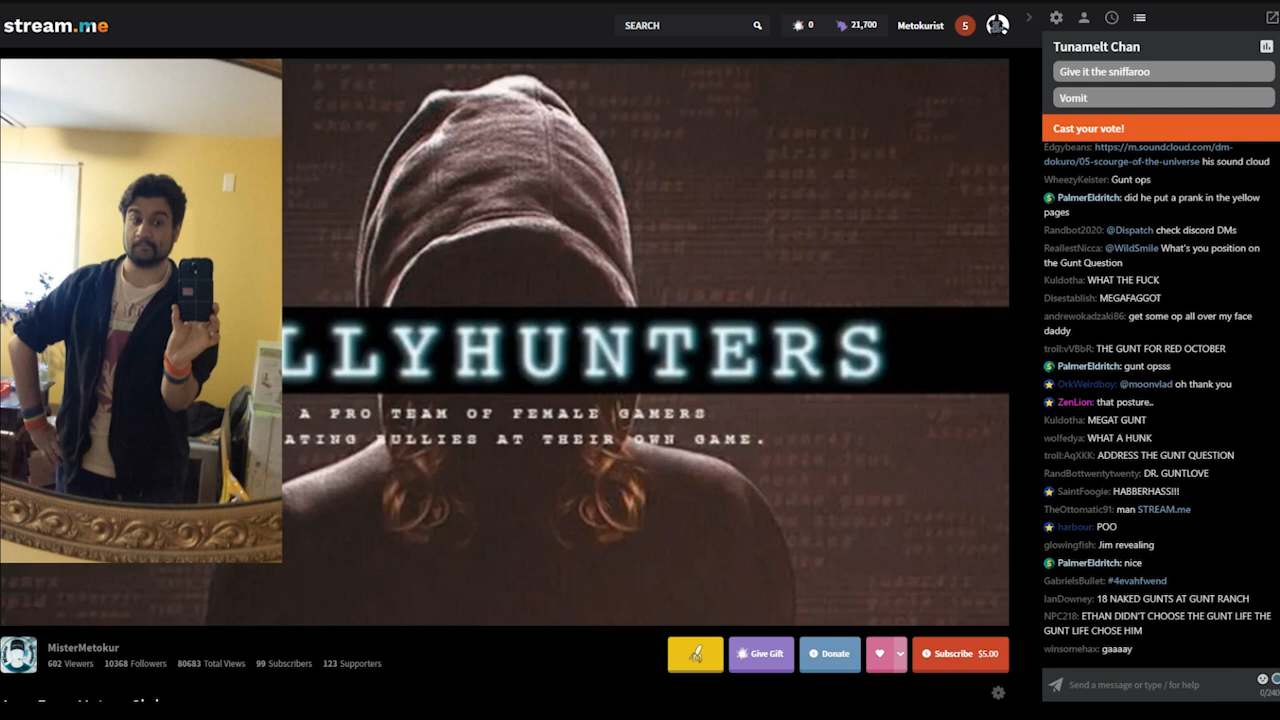 stream.me
SEARCH
0
21,700
Metokurist
5
LLYHUNTERS
A PRO TEAM OF FEMALE GAMERS
ATING BULLIES AT THEIR OWN GAME.
MisterMetokur
602 Viewers 10368 Followers 80683 Total Views 99 Subscribers 123 Supporters
Give Gift
Donate
Subscribe $5.00
Tunamelt Chan
Give it the sniffaroo
Vomit
Cast your vote!
Edgybeans: https://m.soundcloud.com/dm-
dokuro/05-scourge-of-the-universe his sound cloud
WheezyKeister: Gunt ops
PalmerEldritch: did he put a prank in the yellow
pages
Randbot2020: @Dispatch check discord DMs
ReallestNicca: @WildSmile What's you position on
the Gunt Question
Kuldotha: WHAT THE FUCK
Disestablish: MEGAFAGGOT
andrewokadzaki86: get some op all over my face
daddy
troll:vVBbR: THE GUNT FOR RED OCTOBER
PalmerEldritch: gunt opsss
OrkWeirdboy: @moonvlad oh thank you
ZenLion: that posture..
Kuldotha: MEGAT GUNT
wolfedya: WHAT A HUNK
troll:AqXKK: ADDRESS THE GUNT QUESTION
RandBottwentytwenty: DR. GUNTLOVE
SaintFoogie: HABBERHASS!!!
TheOttomatic91: man STREAM.me
harbour: POO
glowingfish: Jim revealing
PalmerEldritch: nice
GabrielsBullet: #4evahfwend
IanDowney: 18 NAKED GUNTS AT GUNT RANCH
NPC218: ETHAN DIDN'T CHOOSE THE GUNT LIFE THE
GUNT LIFE CHOSE HIM
winsomehax: gaaaay
Send a message or type / for help
0/240